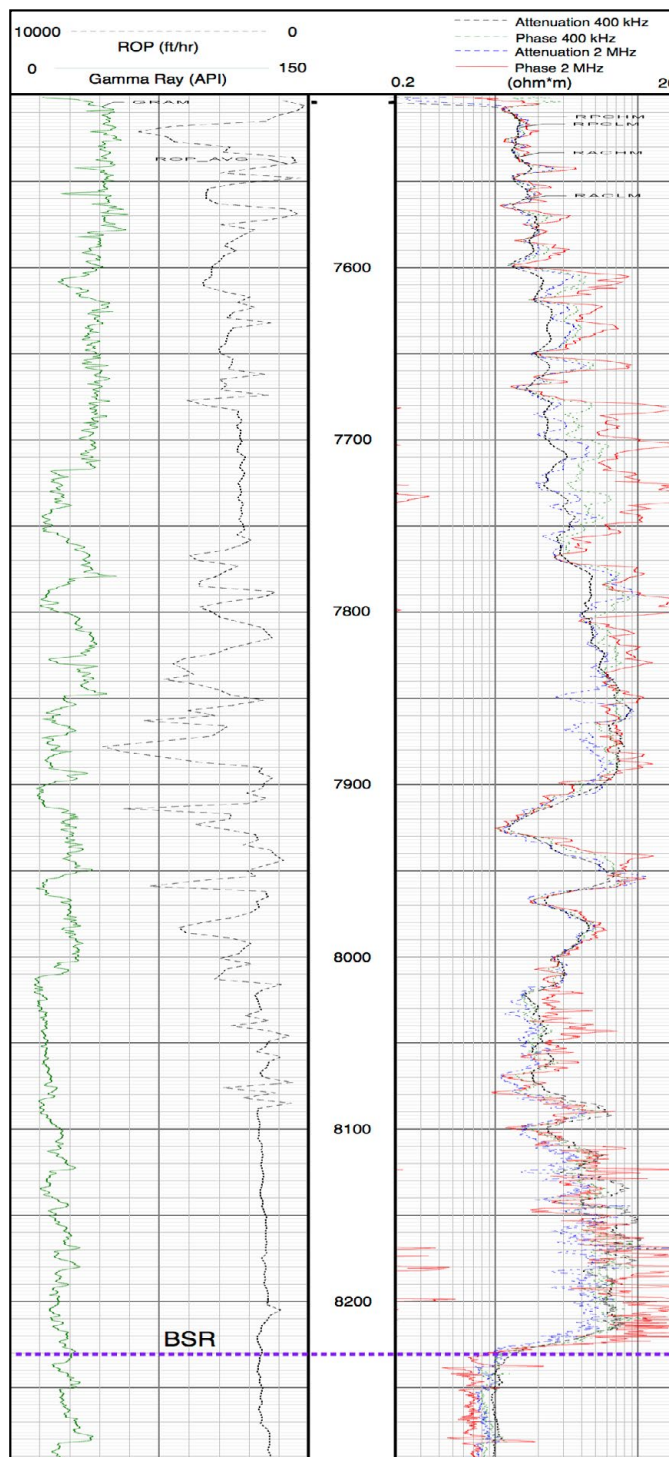 10000 0
ROP (ft/hr)
0 150
Gamma Ray (API)
Attenuation 400 kHz
Phase 400 kHz
Attenuation 2 MHz
Phase 2 MHz
0.2 (ohm*m) 20
GRAM
RPCHM
RPCLM
ROP_AVG
RACHM
RACLM
7600
7700
7800
7900
8000
8100
8200
BSR